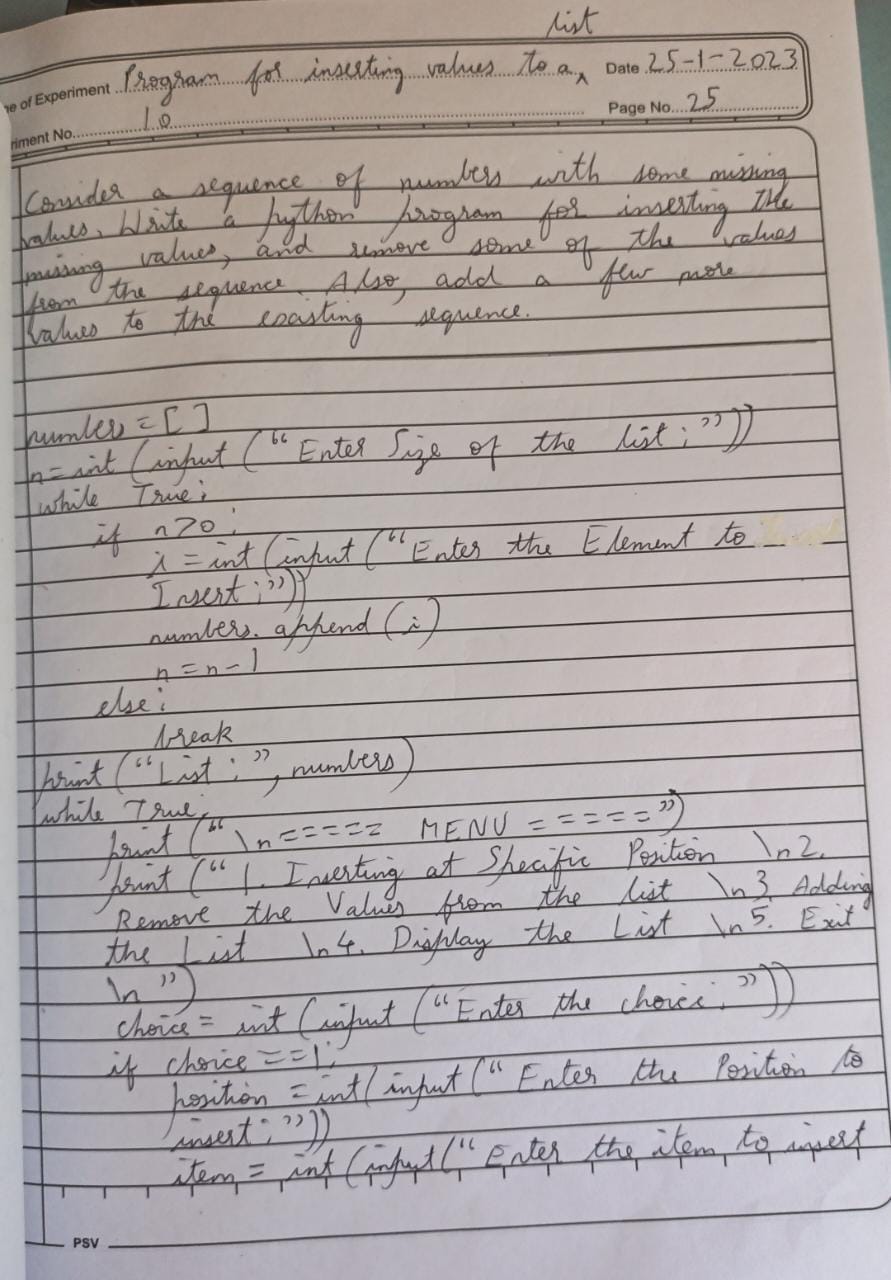 list
ne of Experiment Program for inserting values to a ^ Date 25-1-2023
riment No. 10 Page No. 25
Consider a sequence of numbers with some missing
values. Write a python program for inserting the
missing values, and remove some of the values
from the sequence. Also, add a few more
values to the exsisting sequence.
number = [ ]
n = int (input (“Enter Size of the list : ”))
while True :
if n>0 :
i = int (input (“Enter the Element to
Insert : ”))
numbers. append (i)
n = n-1
else :
break
print (“List : ”, numbers)
while True :
print (“\n ===== MENU =====”)
print (“1. Inserting at Specific Position \n2.
Remove the Values from the list \n3 Adding
the List \n4. Display the List \n5. Exit
\n ”)
choice = int (input (“Enter the choice : ”))
if choice ==1 :
position = int (input (“Enter the Position to
insert : ”))
item = int (input (“Enter the item to insert
PSV